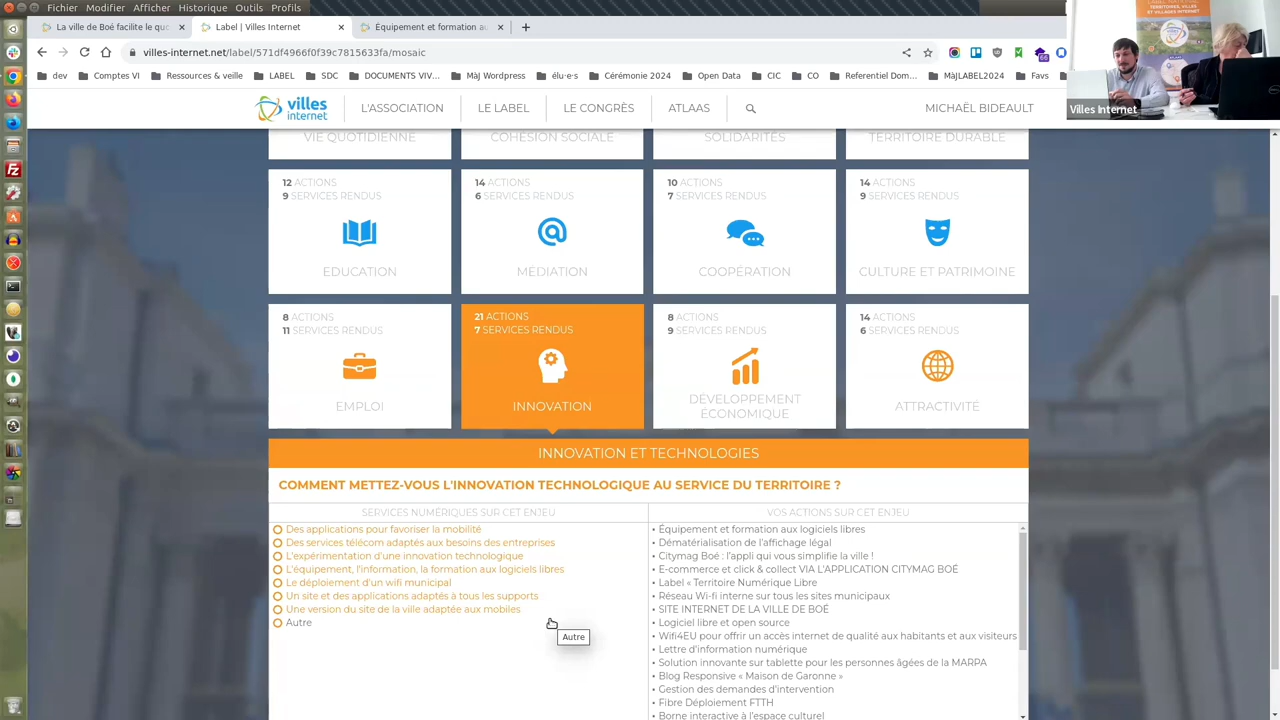 Fichier Modifier Affichage Historique Outils Profils
La ville de Boé facilite le qu
Label | Villes Internet
Équipement et formation au
villes-internet.net/label/571df4966f0f39c7815633fa/mosaic
dev
Comptes VI
Ressources & veille
LABEL
SDC
DOCUMENTS VIV...
Màj Wordpress
élu·e·s
Cérémonie 2024
Open Data
CIC
CO
Referentiel Dom...
MàjLABEL2024
Favs
LABEL NATIONAL
TERRITOIRES, VILLES
ET VILLAGES INTERNET
Villes Internet
villes
internet
L'ASSOCIATION
LE LABEL
LE CONGRÈS
ATLAAS
MICHAËL BIDEAULT
VIE QUOTIDIENNE
COHÉSION SOCIALE
SOLIDARITÉS
TERRITOIRE DURABLE
12 ACTIONS
9 SERVICES RENDUS
EDUCATION
14 ACTIONS
6 SERVICES RENDUS
MÉDIATION
10 ACTIONS
7 SERVICES RENDUS
COOPÉRATION
14 ACTIONS
9 SERVICES RENDUS
CULTURE ET PATRIMOINE
8 ACTIONS
11 SERVICES RENDUS
EMPLOI
21 ACTIONS
7 SERVICES RENDUS
INNOVATION
8 ACTIONS
9 SERVICES RENDUS
DÉVELOPPEMENT
ÉCONOMIQUE
14 ACTIONS
6 SERVICES RENDUS
ATTRACTIVITÉ
INNOVATION ET TECHNOLOGIES
COMMENT METTEZ-VOUS L'INNOVATION TECHNOLOGIQUE AU SERVICE DU TERRITOIRE ?
SERVICES NUMÉRIQUES SUR CET ENJEU
Des applications pour favoriser la mobilité
Des services télécom adaptés aux besoins des entreprises
L'expérimentation d'une innovation technologique
L'équipement, l'information, la formation aux logiciels libres
Le déploiement d'un wifi municipal
Un site et des applications adaptés à tous les supports
Une version du site de la ville adaptée aux mobiles
Autre
Autre
VOS ACTIONS SUR CET ENJEU
• Équipement et formation aux logiciels libres
• Dématérialisation de l'affichage légal
• Citymag Boé : l'appli qui vous simplifie la ville !
• E-commerce et click & collect VIA L'APPLICATION CITYMAG BOÉ
• Label « Territoire Numérique Libre
• Réseau Wi-fi interne sur tous les sites municipaux
• SITE INTERNET DE LA VILLE DE BOÉ
• Logiciel libre et open source
• Wifi4EU pour offrir un accès internet de qualité aux habitants et aux visiteurs
• Lettre d'information numérique
• Solution innovante sur tablette pour les personnes âgées de la MARPA
• Blog Responsive « Maison de Garonne »
• Gestion des demandes d'intervention
• Fibre Déploiement FTTH
• Borne interactive à l'espace culturel